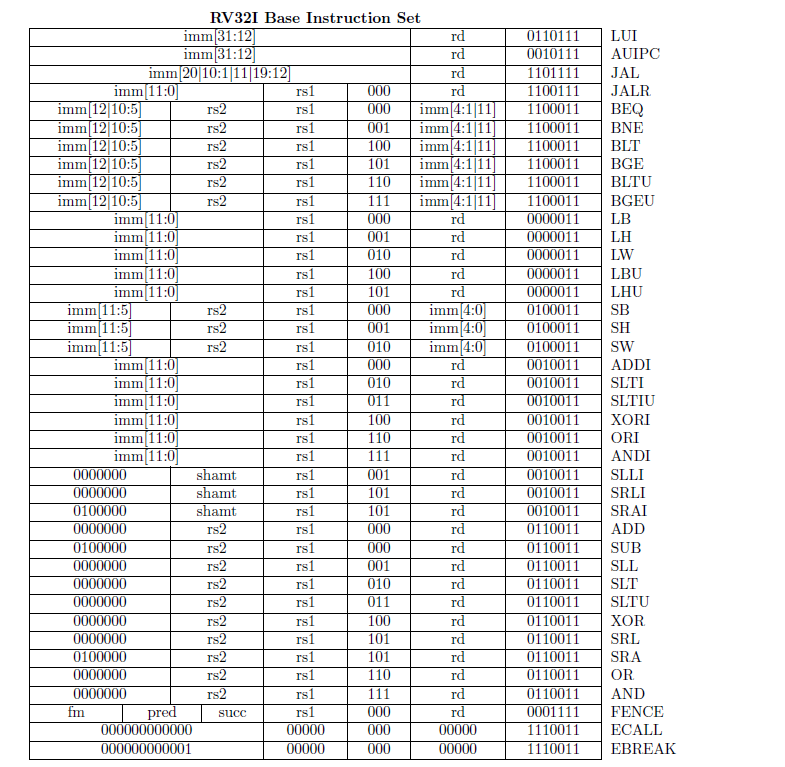 RV32I Base Instruction Set
imm[31:12] rd 0110111 LUI
imm[31:12] rd 0010111 AUIPC
imm[20|10:1|11|19:12] rd 1101111 JAL
imm[11:0] rs1 000 rd 1100111 JALR
imm[12|10:5] rs2 rs1 000 imm[4:1|11] 1100011 BEQ
imm[12|10:5] rs2 rs1 001 imm[4:1|11] 1100011 BNE
imm[12|10:5] rs2 rs1 100 imm[4:1|11] 1100011 BLT
imm[12|10:5] rs2 rs1 101 imm[4:1|11] 1100011 BGE
imm[12|10:5] rs2 rs1 110 imm[4:1|11] 1100011 BLTU
imm[12|10:5] rs2 rs1 111 imm[4:1|11] 1100011 BGEU
imm[11:0] rs1 000 rd 0000011 LB
imm[11:0] rs1 001 rd 0000011 LH
imm[11:0] rs1 010 rd 0000011 LW
imm[11:0] rs1 100 rd 0000011 LBU
imm[11:0] rs1 101 rd 0000011 LHU
imm[11:5] rs2 rs1 000 imm[4:0] 0100011 SB
imm[11:5] rs2 rs1 001 imm[4:0] 0100011 SH
imm[11:5] rs2 rs1 010 imm[4:0] 0100011 SW
imm[11:0] rs1 000 rd 0010011 ADDI
imm[11:0] rs1 010 rd 0010011 SLTI
imm[11:0] rs1 011 rd 0010011 SLTIU
imm[11:0] rs1 100 rd 0010011 XORI
imm[11:0] rs1 110 rd 0010011 ORI
imm[11:0] rs1 111 rd 0010011 ANDI
0000000 shamt rs1 001 rd 0010011 SLLI
0000000 shamt rs1 101 rd 0010011 SRLI
0100000 shamt rs1 101 rd 0010011 SRAI
0000000 rs2 rs1 000 rd 0110011 ADD
0100000 rs2 rs1 000 rd 0110011 SUB
0000000 rs2 rs1 001 rd 0110011 SLL
0000000 rs2 rs1 010 rd 0110011 SLT
0000000 rs2 rs1 011 rd 0110011 SLTU
0000000 rs2 rs1 100 rd 0110011 XOR
0000000 rs2 rs1 101 rd 0110011 SRL
0100000 rs2 rs1 101 rd 0110011 SRA
0000000 rs2 rs1 110 rd 0110011 OR
0000000 rs2 rs1 111 rd 0110011 AND
fm pred succ rs1 000 rd 0001111 FENCE
000000000000 00000 000 00000 1110011 ECALL
000000000001 00000 000 00000 1110011 EBREAK